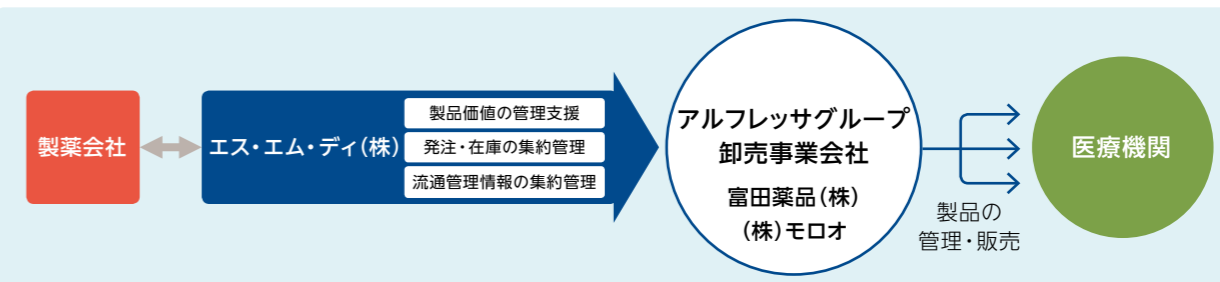 製薬会社
エス・エム・ディ(株)
製品価値の管理支援
発注・在庫の集約管理
流通管理情報の集約管理
アルフレッサグループ
卸売事業会社
富田薬品(株)
(株)モロオ
製品の
管理・販売
医療機関